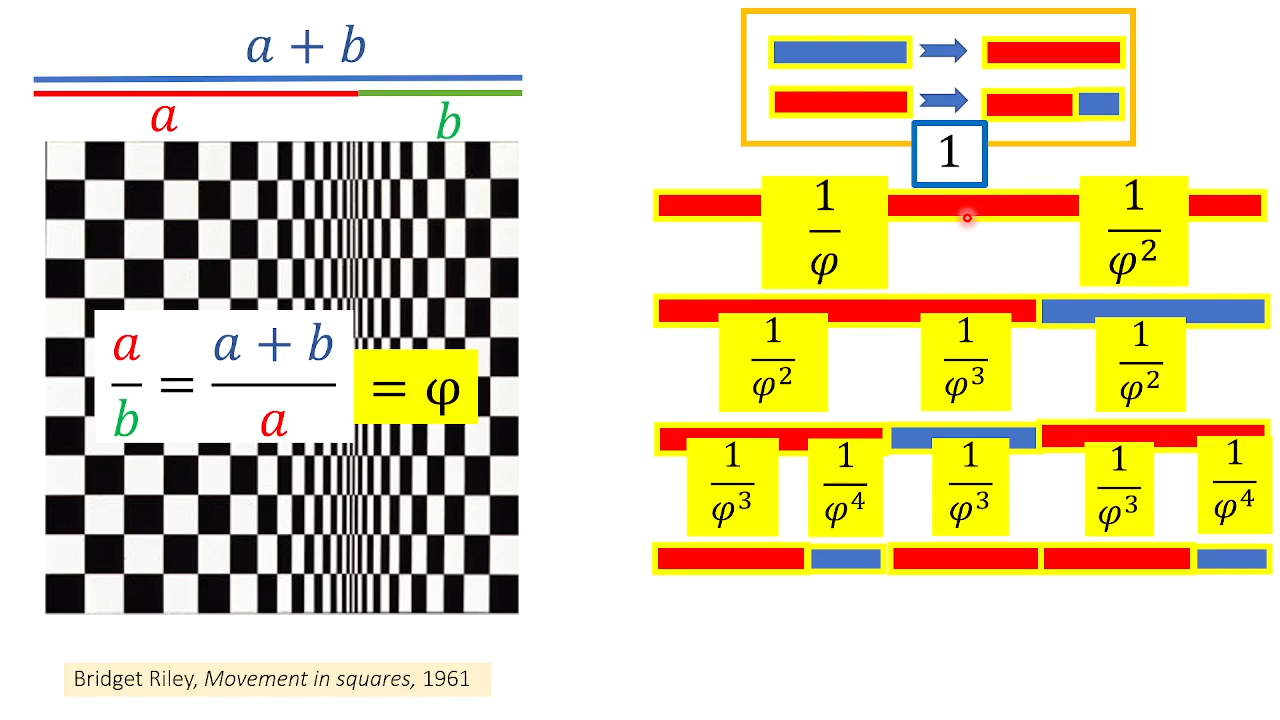 a + b
a
b
a/b = (a + b)/a = φ
Bridget Riley, Movement in squares, 1961
1
1/φ 1/φ²
1/φ² 1/φ³ 1/φ²
1/φ³ 1/φ⁴ 1/φ³ 1/φ³ 1/φ⁴